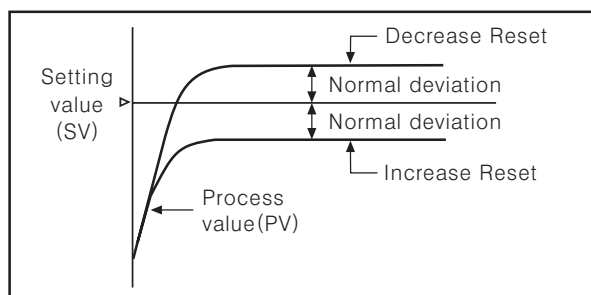 Decrease Reset
Setting
value
(SV)
Normal deviation
Normal deviation
Increase Reset
Process
value(PV)